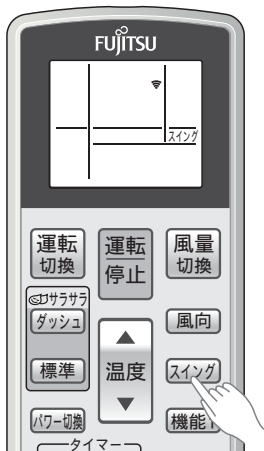 FUJITSU
スイング
運転
切換
運転
停止
風量
切換
サラサラ
ダッシュ
風向
標準
温度
スイング
パワー切換
機能
タイマー